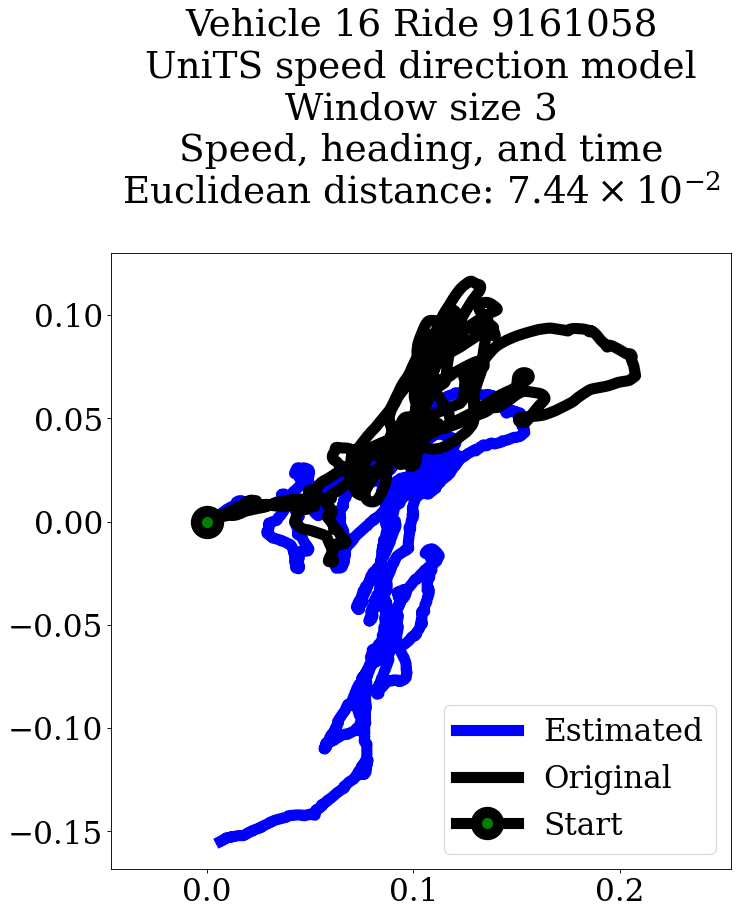 Vehicle 16 Ride 9161058
UniTS speed direction model
Window size 3
Speed, heading, and time
Euclidean distance: 7.44 × 10⁻²
0.10
0.05
0.00
−0.05
−0.10
−0.15
Estimated
Original
Start
0.0 0.1 0.2